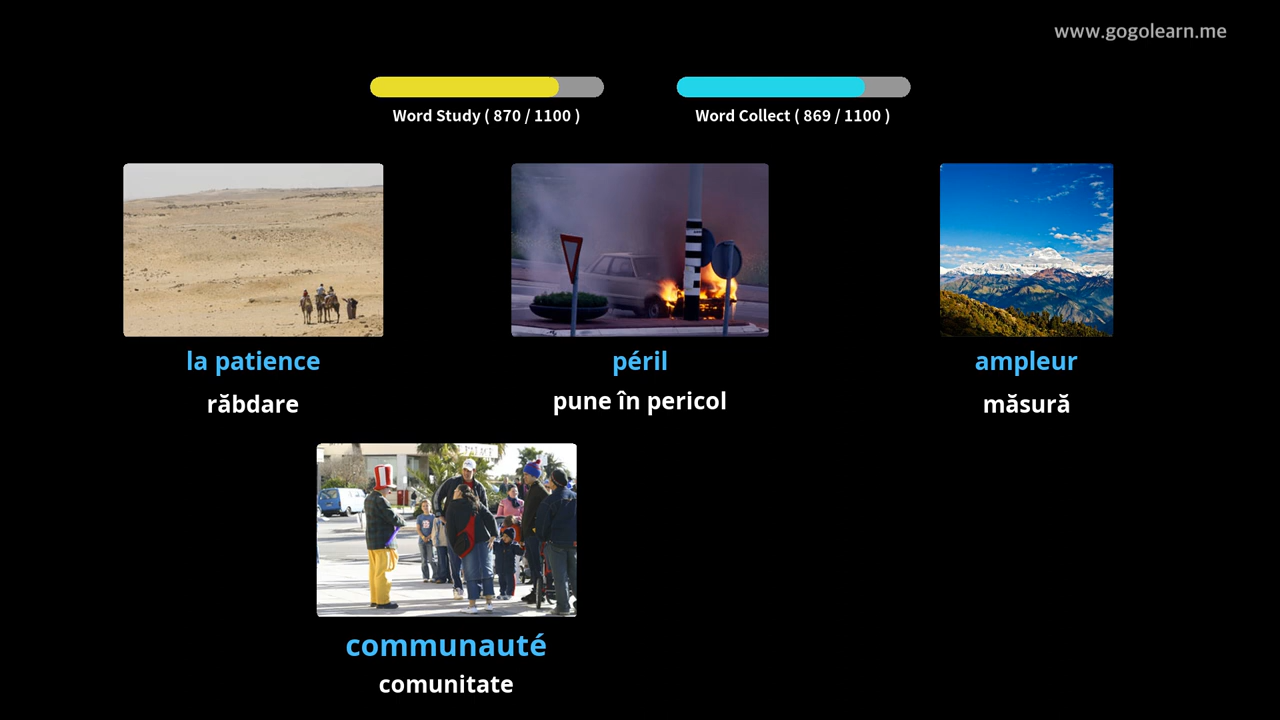 www.gogolearn.me
Word Study ( 870 / 1100 )
Word Collect ( 869 / 1100 )
la patience
răbdare
péril
pune în pericol
ampleur
măsură
communauté
comunitate